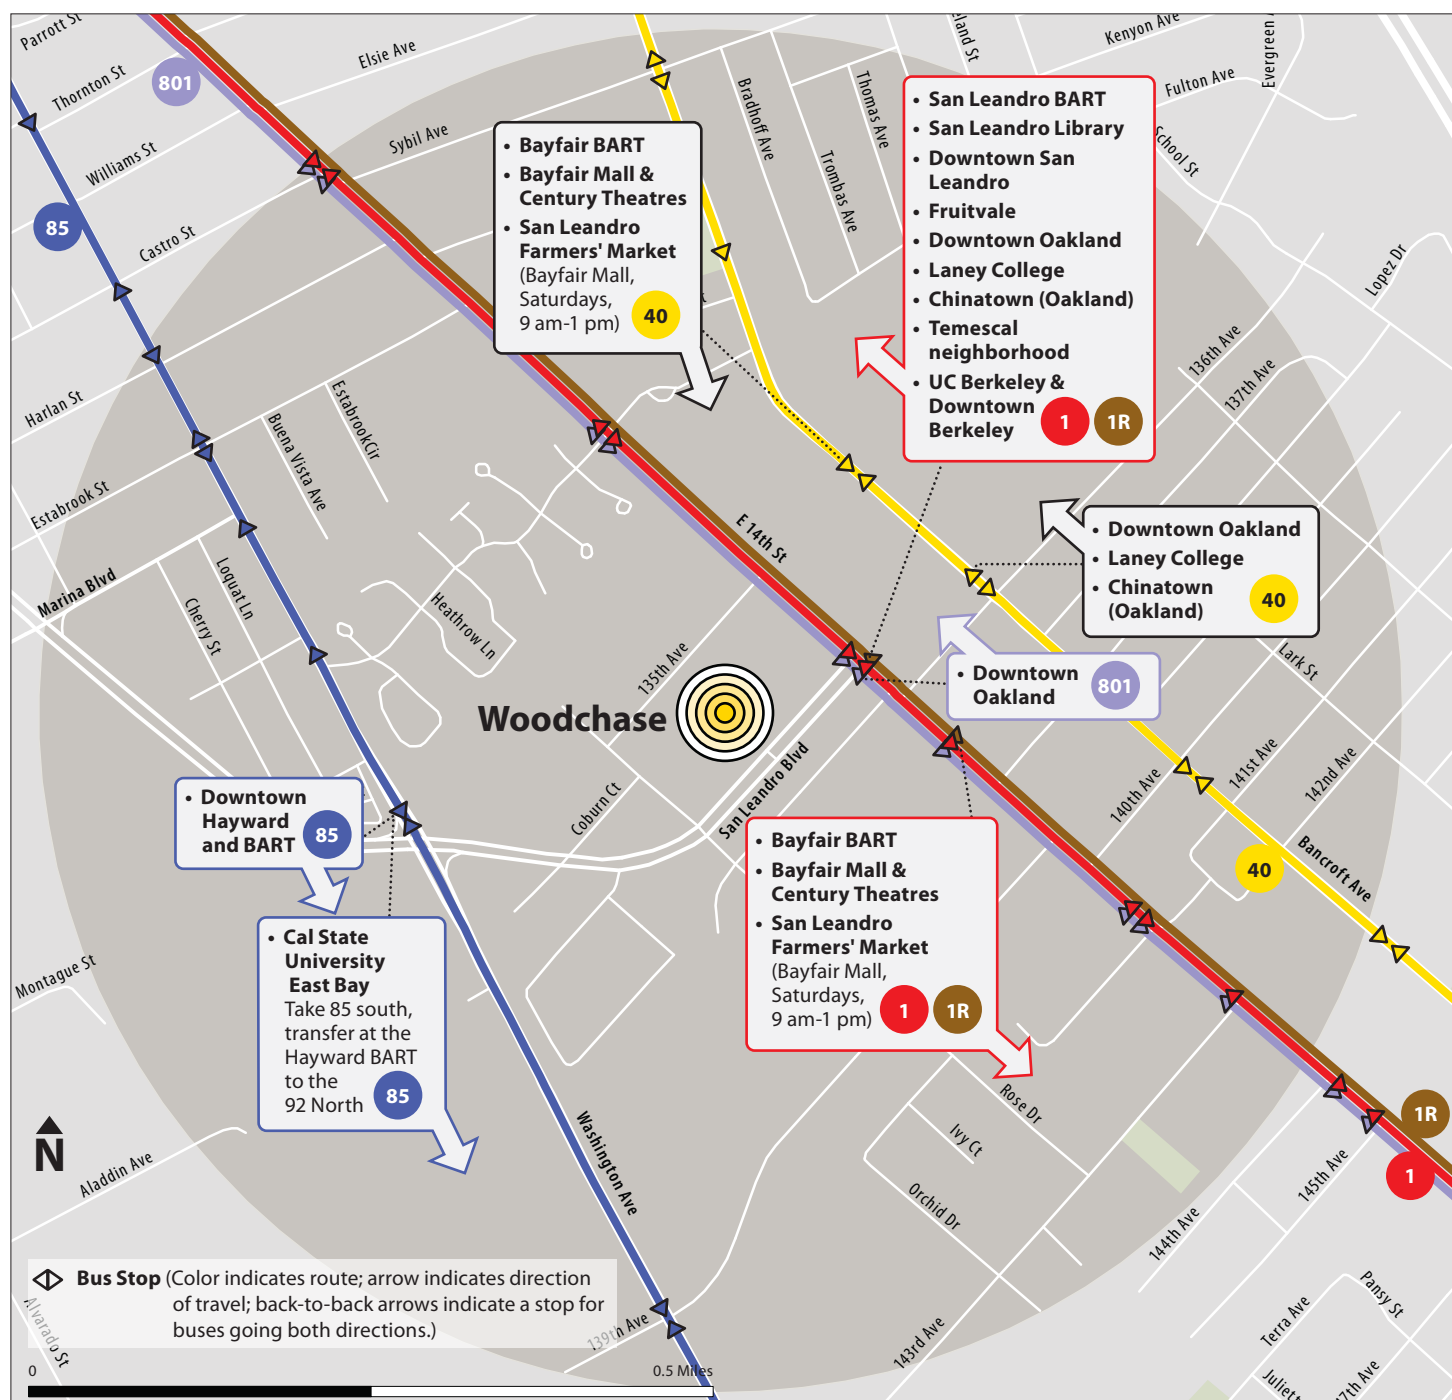 Parrott St
Thornton St
Williams St
Castro St
Harlan St
Estabrook St
Marina Blvd
Elsie Ave
Sybil Ave
801
85
Bradhoff Ave
Trombas Ave
Thomas Ave
eland St
Kenyon Ave
Fulton Ave
Evergreen A
School St
Lopez Dr
136th Ave
137th Ave
• Bayfair BART
• Bayfair Mall &
Century Theatres
• San Leandro
Farmers' Market
(Bayfair Mall,
Saturdays,
9 am-1 pm)
40
• San Leandro BART
• San Leandro Library
• Downtown San
Leandro
• Fruitvale
• Downtown Oakland
• Laney College
• Chinatown (Oakland)
• Temescal
neighborhood
• UC Berkeley &
Downtown
Berkeley
1
1R
Buena Vista Ave
EstabrookCir
Loquat Ln
Cherry St
Heathrow Ln
E 14th St
135th Ave
Woodchase
• Downtown Oakland
• Laney College
• Chinatown
(Oakland)
40
• Downtown
Oakland
801
Lark St
140th Ave
141st Ave
142nd Ave
Bancroft Ave
40
Coburn Ct
San Leandro Blvd
• Downtown
Hayward
and BART
85
• Cal State
University
East Bay
Take 85 south,
transfer at the
Hayward BART
to the
92 North
85
• Bayfair BART
• Bayfair Mall &
Century Theatres
• San Leandro
Farmers' Market
(Bayfair Mall,
Saturdays,
9 am-1 pm)
1
1R
Montague St
N
Aladdin Ave
Washington Ave
Rose Dr
Ivy Ct
Orchid Dr
1R
1
145th Ave
144th Ave
143rd Ave
Terra Ave
Pansy St
Juliett
47th Ave
139th Ave
Alvarado St
Bus Stop (Color indicates route; arrow indicates direction
of travel; back-to-back arrows indicate a stop for
buses going both directions.)
0
0.5 Miles